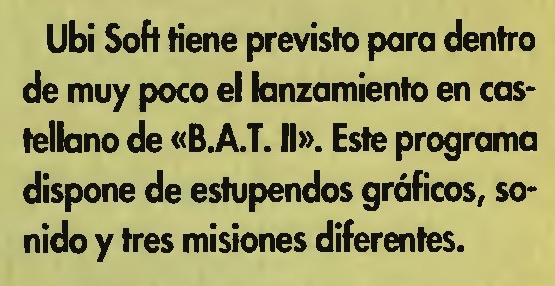 Ubi Soft tiene previsto para dentro
de muy poco el lanzamiento en cas-
tellano de «B.A.T. II». Este programa
dispone de estupendos gráficos, so-
nido y tres misiones diferentes.